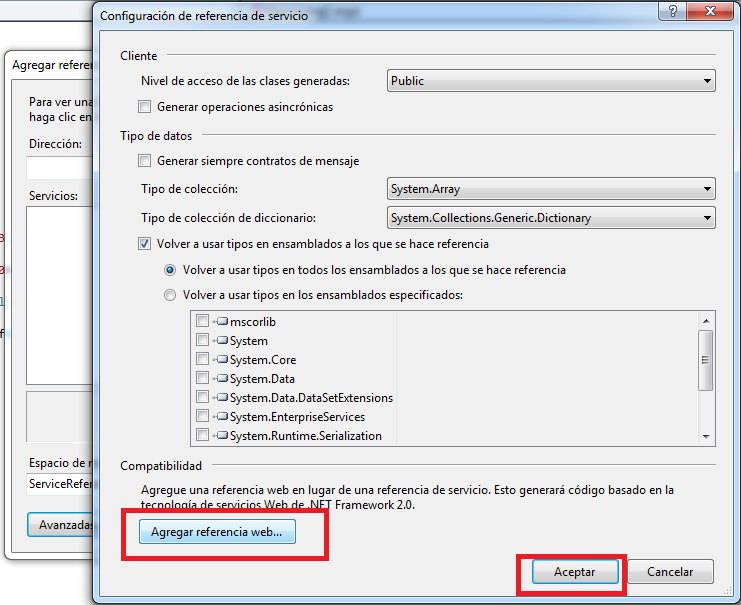 Configuración de referencia de servicio
Agregar refere
Para ver una
haga clic en
Dirección:
Servicios:
Espacio de n
ServiceRefer
Avanzadas
Cliente
Nivel de acceso de las clases generadas:
Public
Generar operaciones asincrónicas
Tipo de datos
Generar siempre contratos de mensaje
Tipo de colección:
System.Array
Tipo de colección de diccionario:
System.Collections.Generic.Dictionary
Volver a usar tipos en ensamblados a los que se hace referencia
Volver a usar tipos en todos los ensamblados a los que se hace referencia
Volver a usar tipos en los ensamblados especificados:
mscorlib
System
System.Core
System.Data
System.Data.DataSetExtensions
System.EnterpriseServices
System.Runtime.Serialization
Compatibilidad
Agregue una referencia web en lugar de una referencia de servicio. Esto generará código basado en la
tecnología de servicios Web de .NET Framework 2.0.
Agregar referencia web...
Aceptar
Cancelar